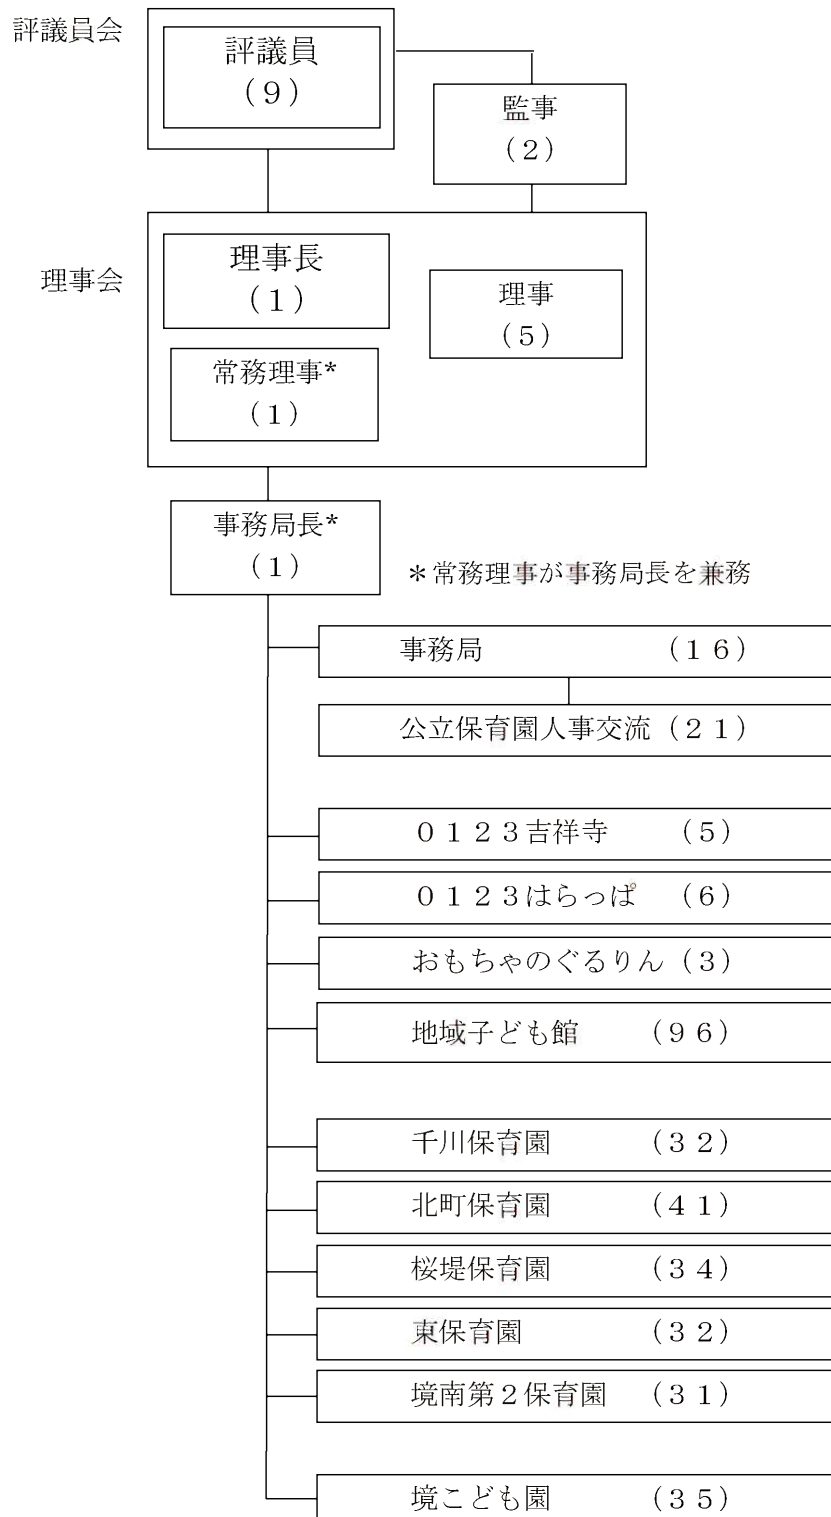 評議員会
評議員
(9)
監事
(2)
理事会
理事長
(1)
理事
(5)
常務理事*
(1)
事務局長*
(1)
＊常務理事が事務局長を兼務
事務局 (16)
公立保育園人事交流 (21)
0123吉祥寺 (5)
0123はらっぱ (6)
おもちゃのぐるりん (3)
地域子ども館 (96)
千川保育園 (32)
北町保育園 (41)
桜堤保育園 (34)
東保育園 (32)
境南第2保育園 (31)
境こども園 (35)